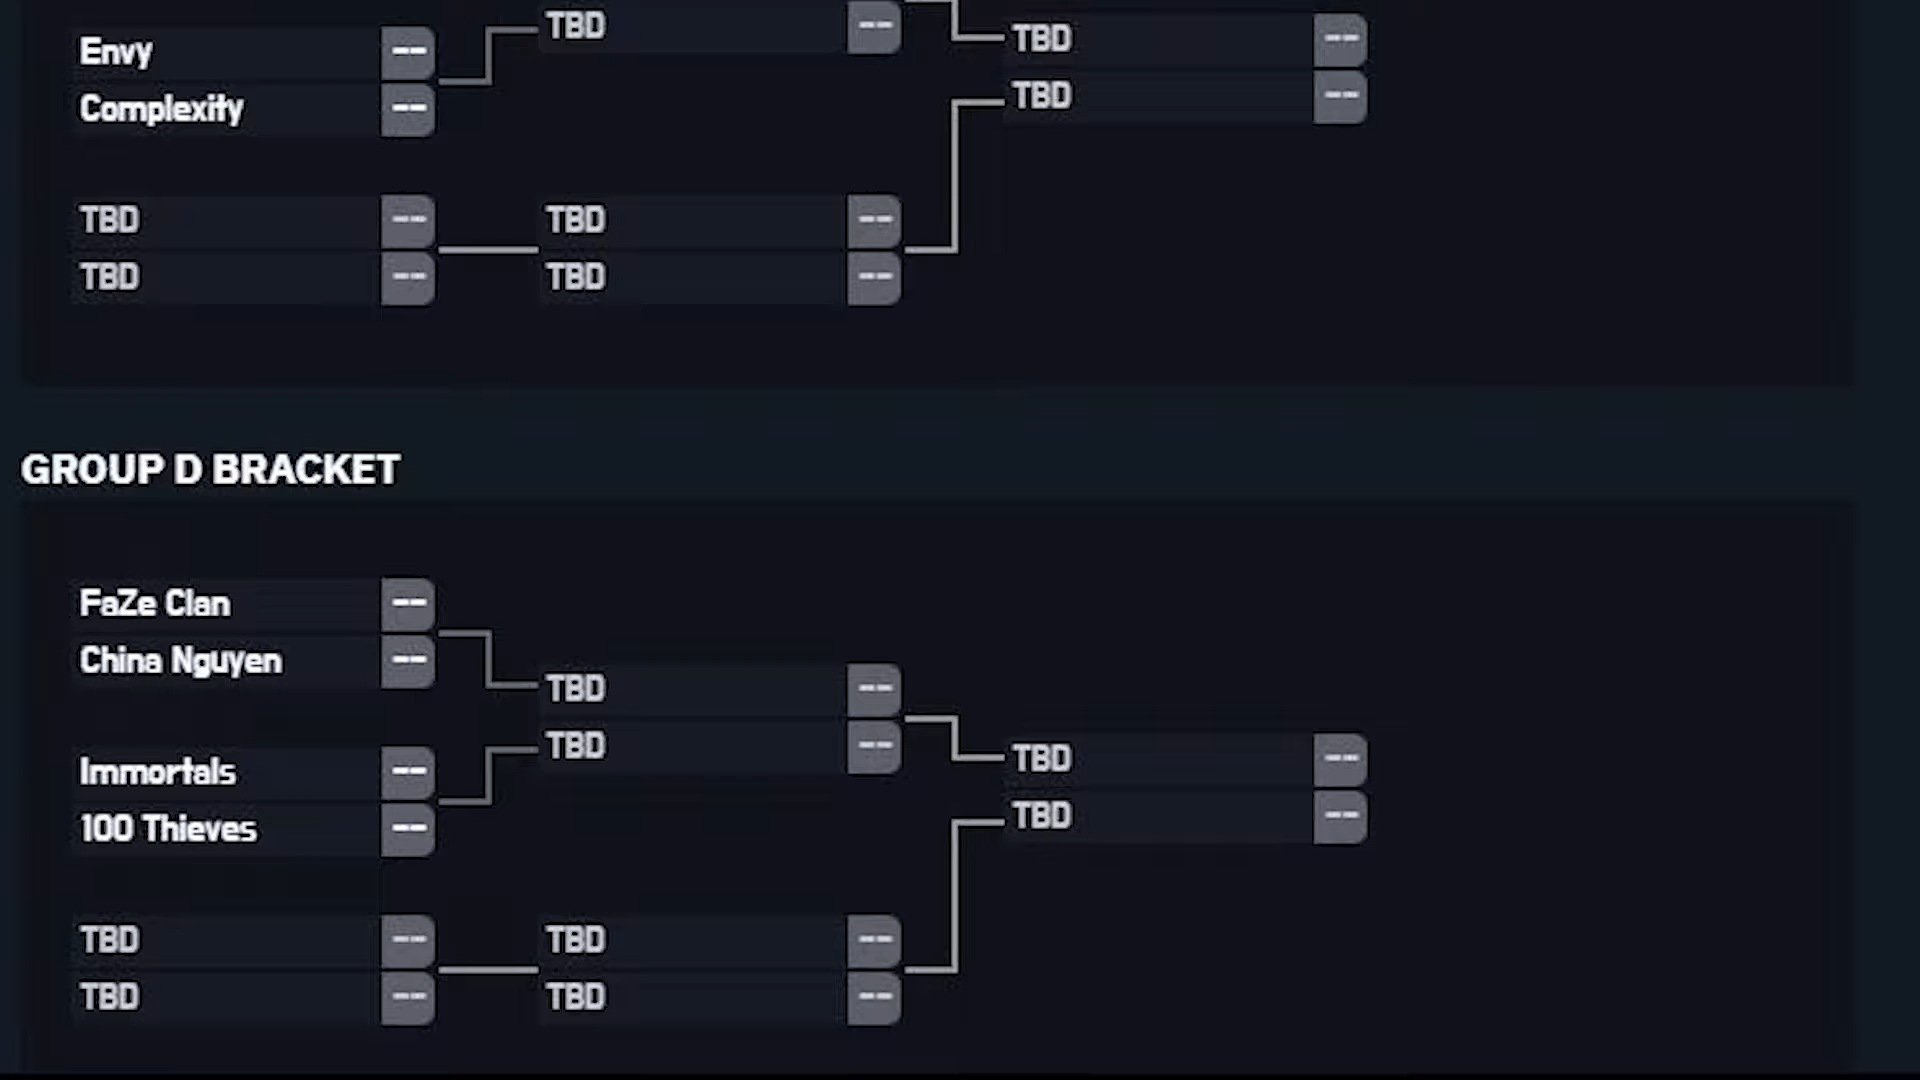 TBD --
Envy --
Complexity --
TBD --
TBD --
TBD --
TBD --
TBD --
TBD --
GROUP D BRACKET
FaZe Clan --
China Nguyen --
TBD --
TBD --
Immortals --
100 Thieves --
TBD --
TBD --
TBD --
TBD --
TBD --
TBD --